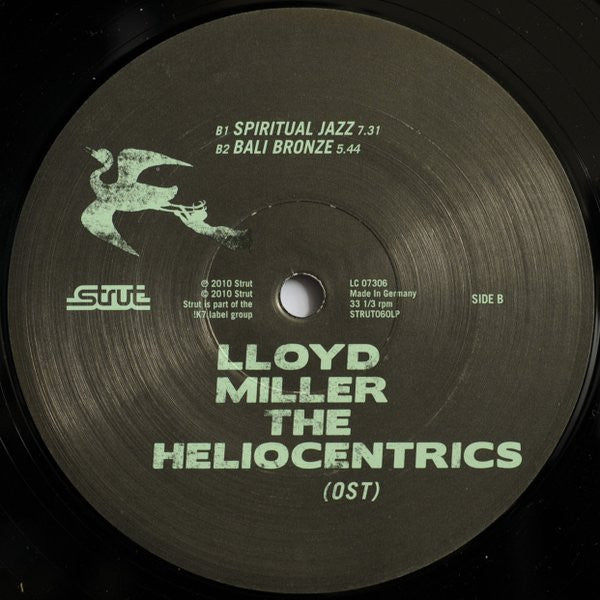 B1 SPIRITUAL JAZZ 7.31
B2 BALI BRONZE 5.44
Strut
℗ 2010 Strut
© 2010 Strut
Strut is part of the
!K7 label group
LC 07306
Made In Germany
33 1/3 rpm
STRUT060LP
SIDE B
LLOYD
MILLER
THE
HELIOCENTRICS
(OST)